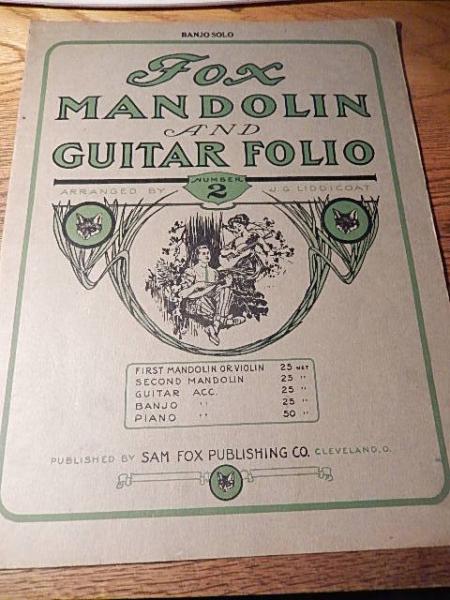 BANJO SOLO
Fox
MANDOLIN
AND
GUITAR FOLIO
NUMBER
ARRANGED BY 2 J.G. LIDDICOAT
FIRST MANDOLIN OR VIOLIN 25 NET
SECOND MANDOLIN 25 "
GUITAR ACC. 25 "
BANJO " 25 "
PIANO " 50 "
PUBLISHED BY SAM FOX PUBLISHING CO. CLEVELAND, O.